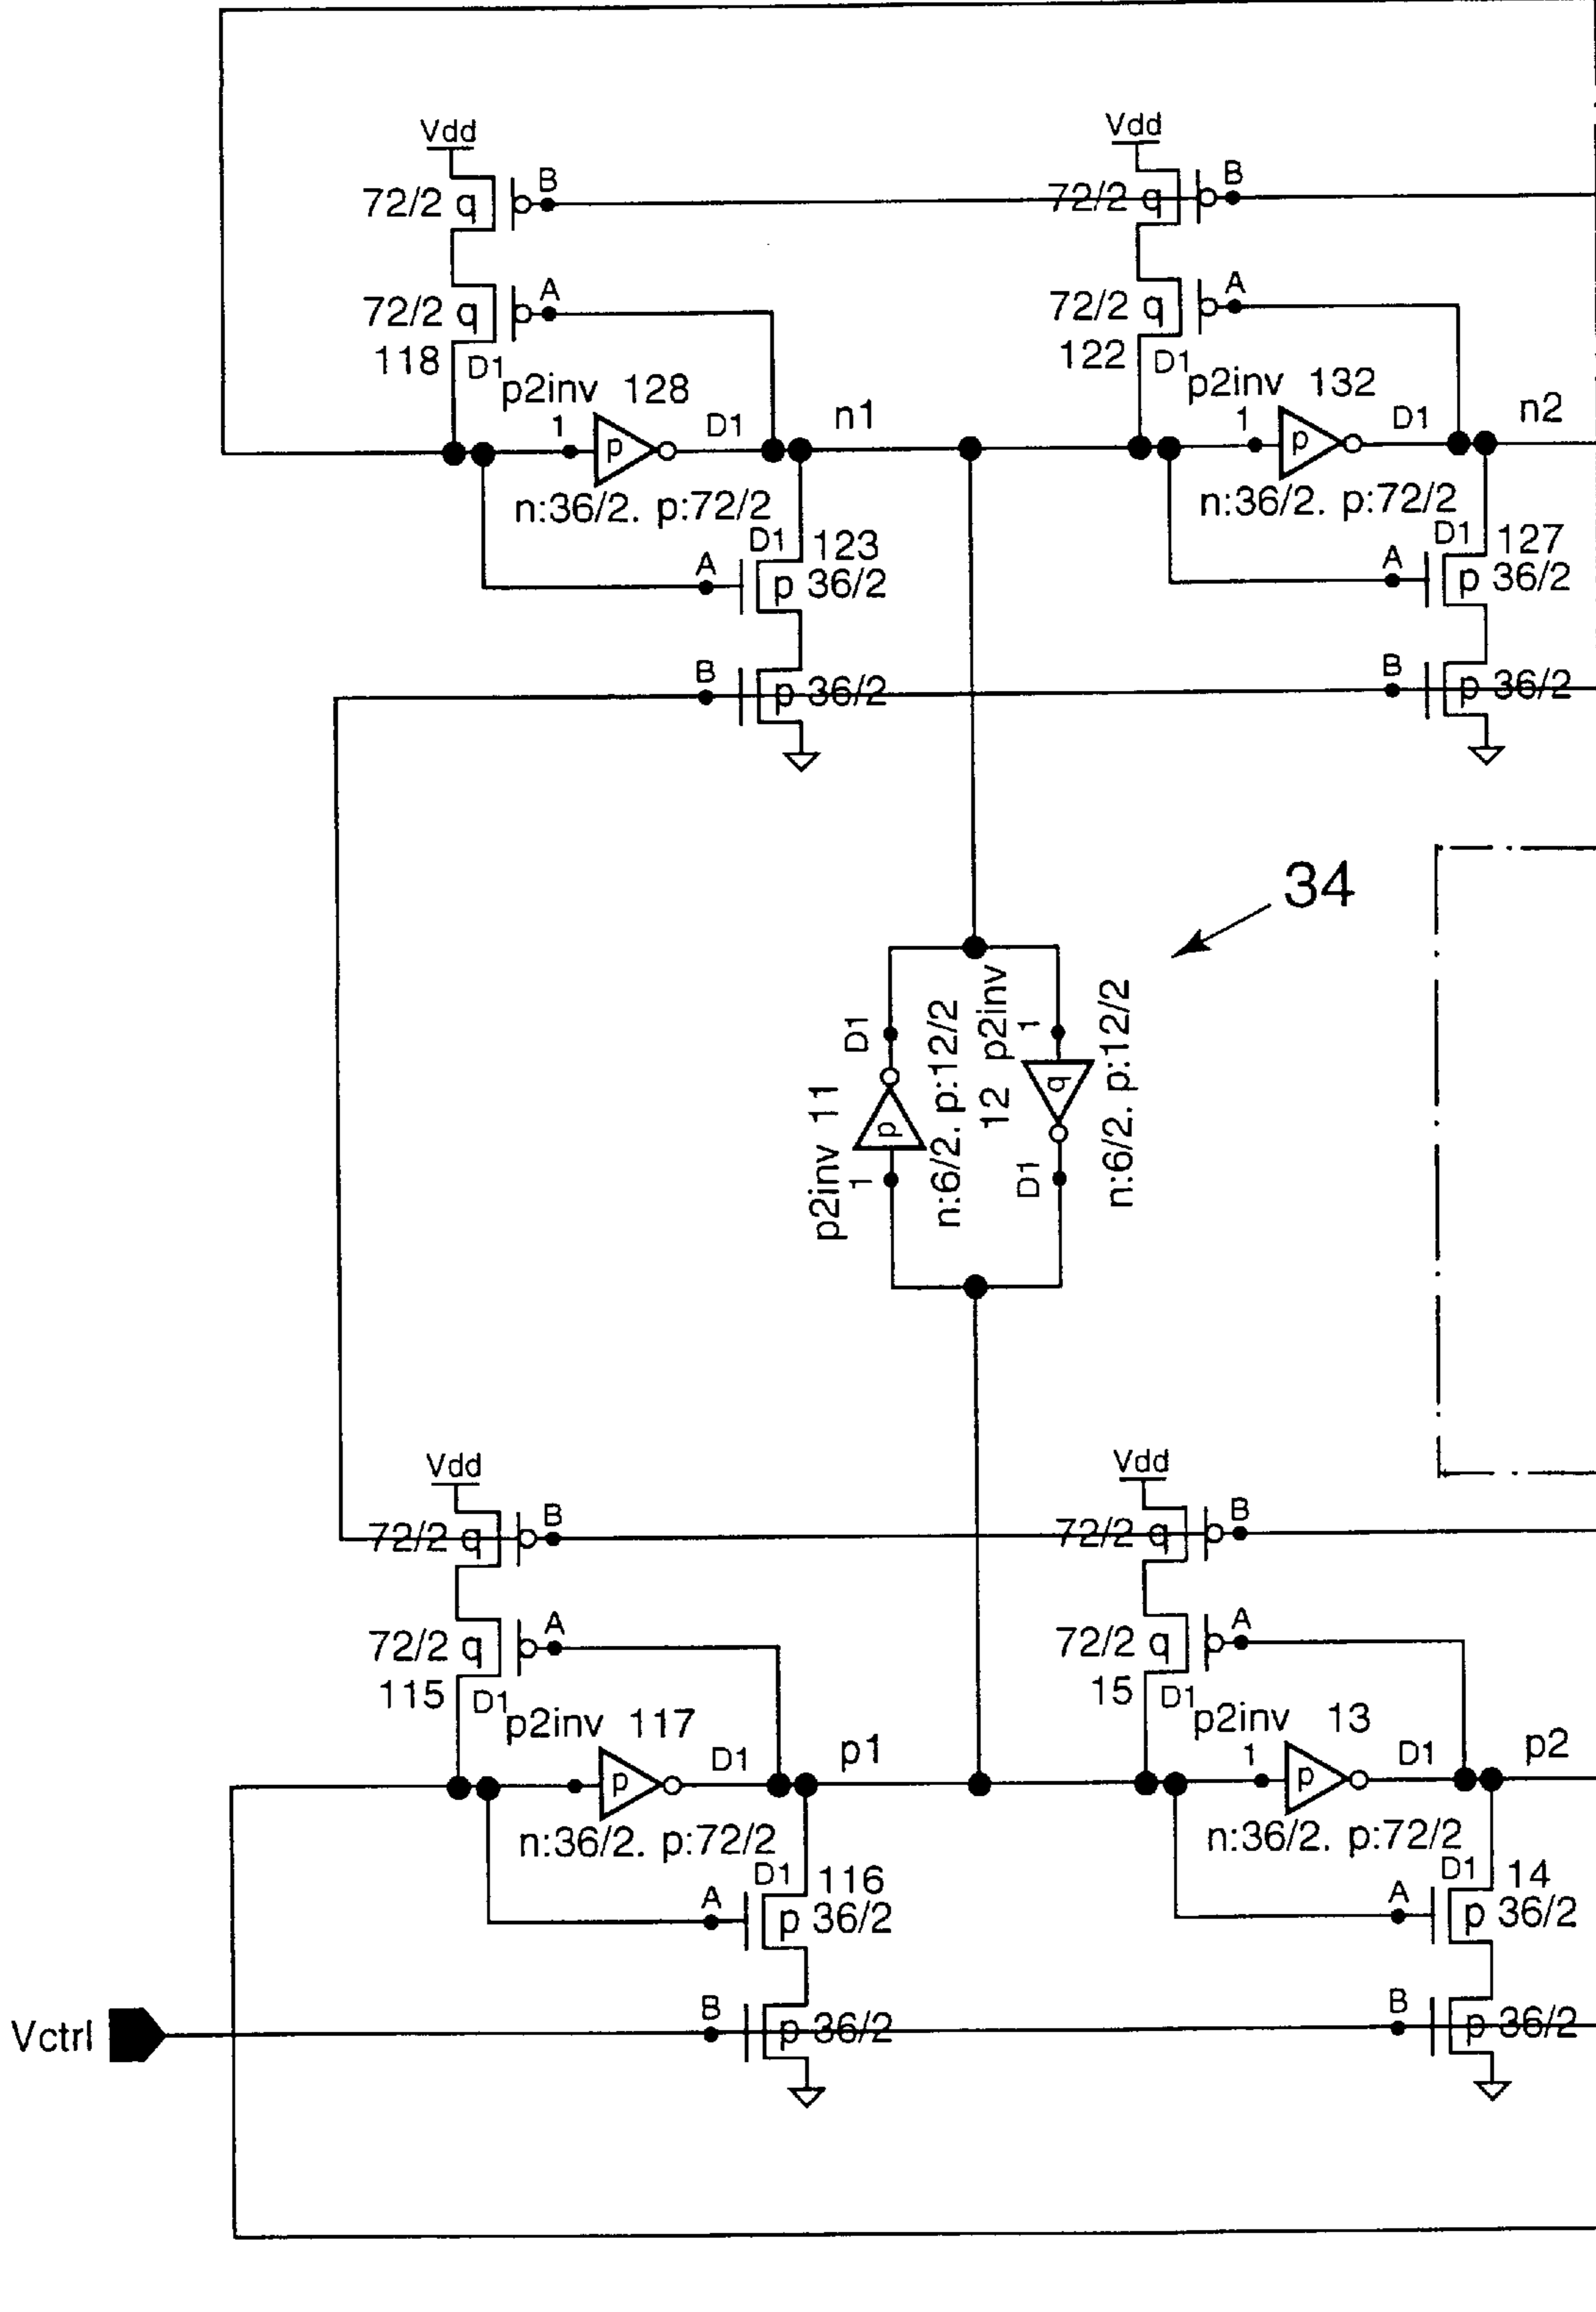 Vdd Vdd
72/2 q B 72/2 q B
72/2 q A 72/2 q A
118 D1 122 D1
p2inv 128 p2inv 132
1 p D1 n1 1 p D1 n2
n:36/2. p:72/2 n:36/2. p:72/2
D1 123 D1 127
A p 36/2 A p 36/2
B p 36/2 B p 36/2
34
p2inv 11
1 p D1
n:6/2. p:12/2
12 p2inv
1 q D1
n:6/2. p:12/2
Vdd Vdd
72/2 q B 72/2 q B
72/2 q A 72/2 q A
115 D1 15 D1
p2inv 117 p2inv 13
p D1 p1 1 p D1 p2
n:36/2. p:72/2 n:36/2. p:72/2
D1 116 D1 14
A p 36/2 A p 36/2
Vctrl B p 36/2 B p 36/2